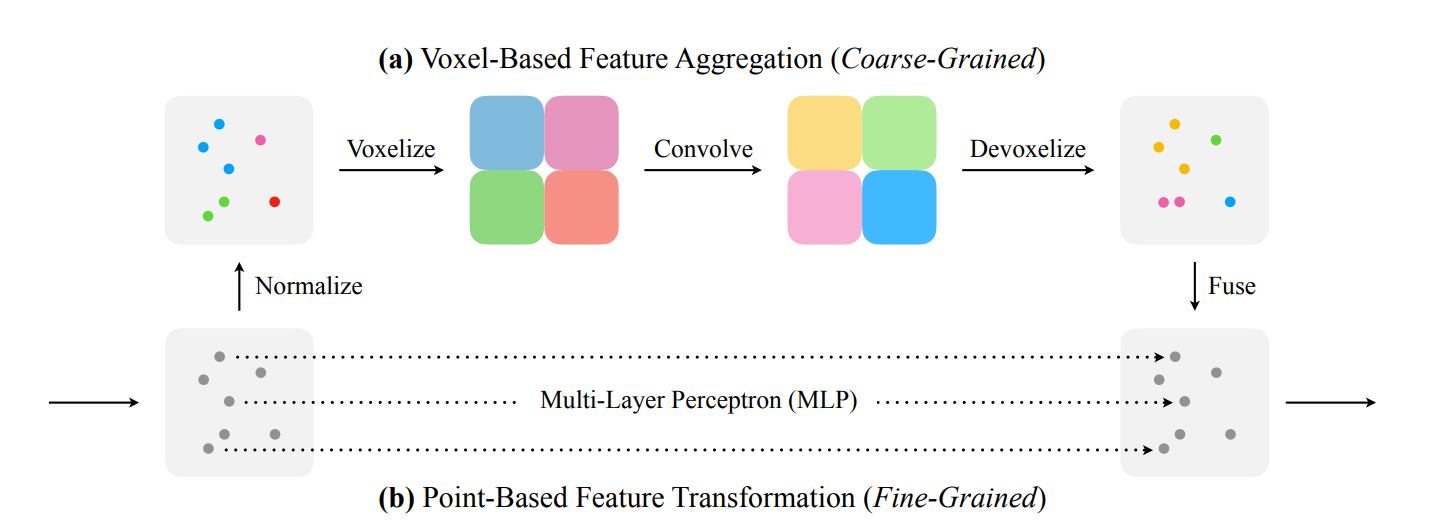 (a) Voxel-Based Feature Aggregation (Coarse-Grained)
Voxelize
Convolve
Devoxelize
Normalize
Fuse
Multi-Layer Perceptron (MLP)
(b) Point-Based Feature Transformation (Fine-Grained)